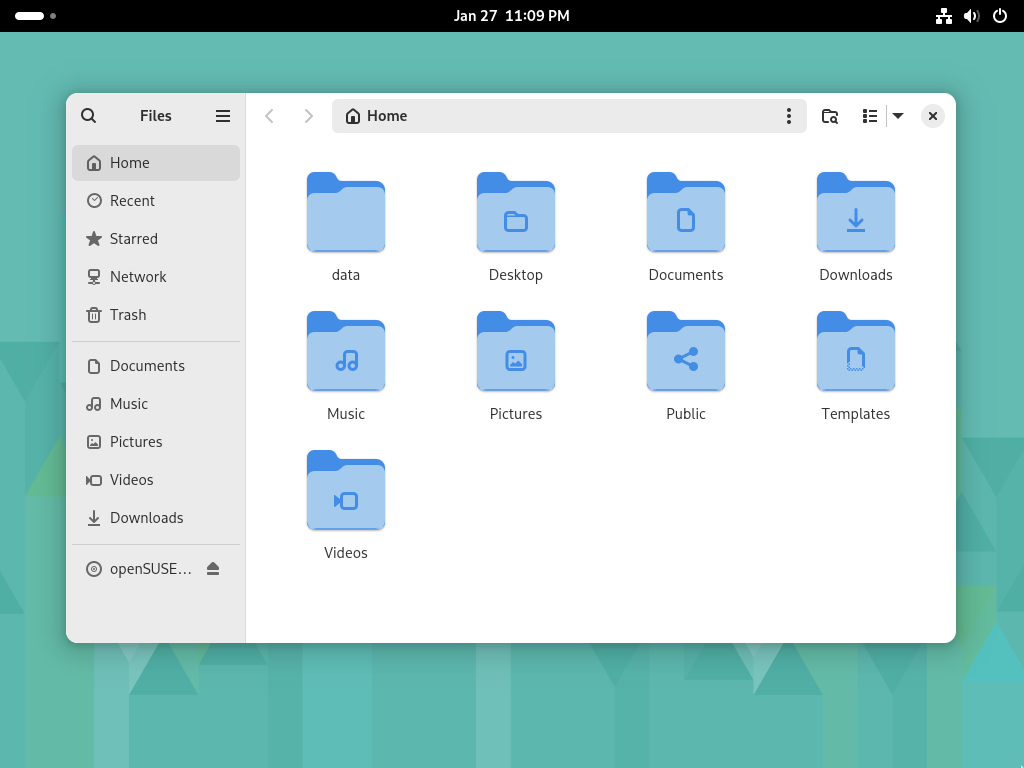 Jan 27 11:09 PM
Files
Home
Home
Recent
Starred
Network
Trash
Documents
Music
Pictures
Videos
Downloads
openSUSE…
data
Desktop
Documents
Downloads
Music
Pictures
Public
Templates
Videos